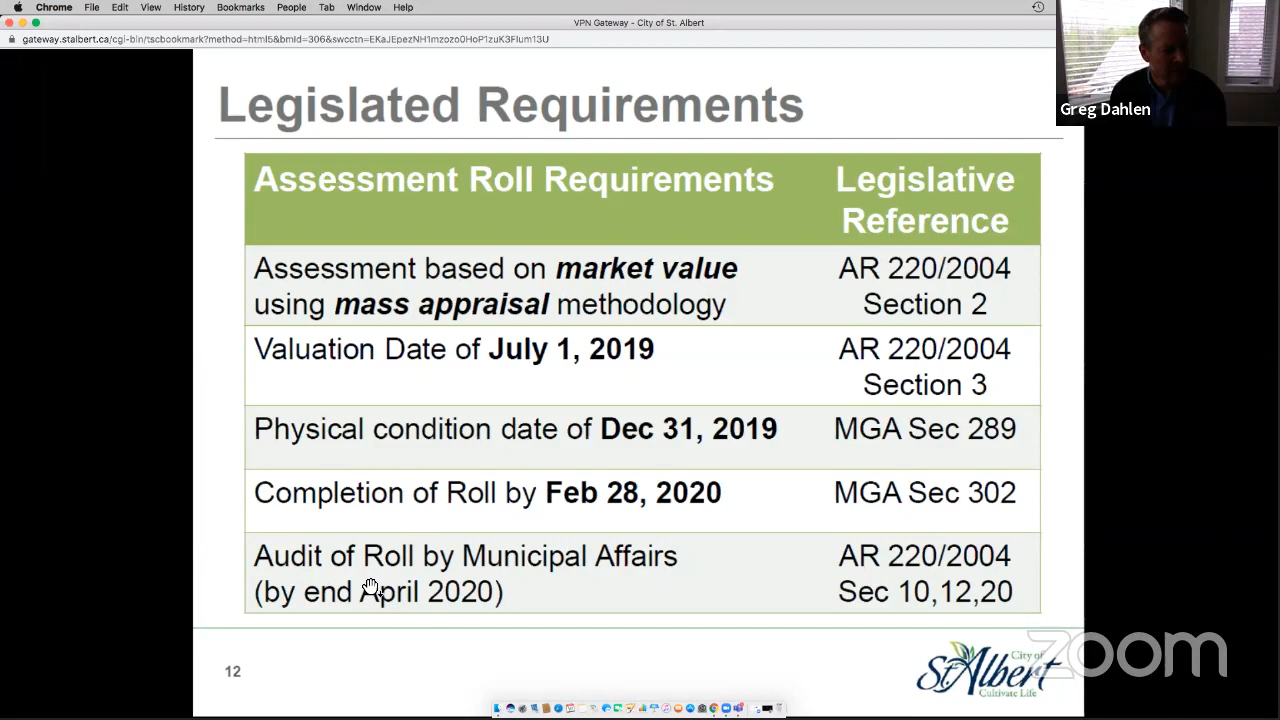 Chrome File Edit View History Bookmarks People Tab Window Help
VPN Gateway - City of St. Albert
Greg Dahlen
Legislated Requirements
Assessment Roll Requirements Legislative
Reference
Assessment based on market value AR 220/2004
using mass appraisal methodology Section 2
Valuation Date of July 1, 2019 AR 220/2004
Section 3
Physical condition date of Dec 31, 2019 MGA Sec 289
Completion of Roll by Feb 28, 2020 MGA Sec 302
Audit of Roll by Municipal Affairs AR 220/2004
(by end April 2020) Sec 10,12,20
12
City of
St. Albert
Cultivate Life
zoom